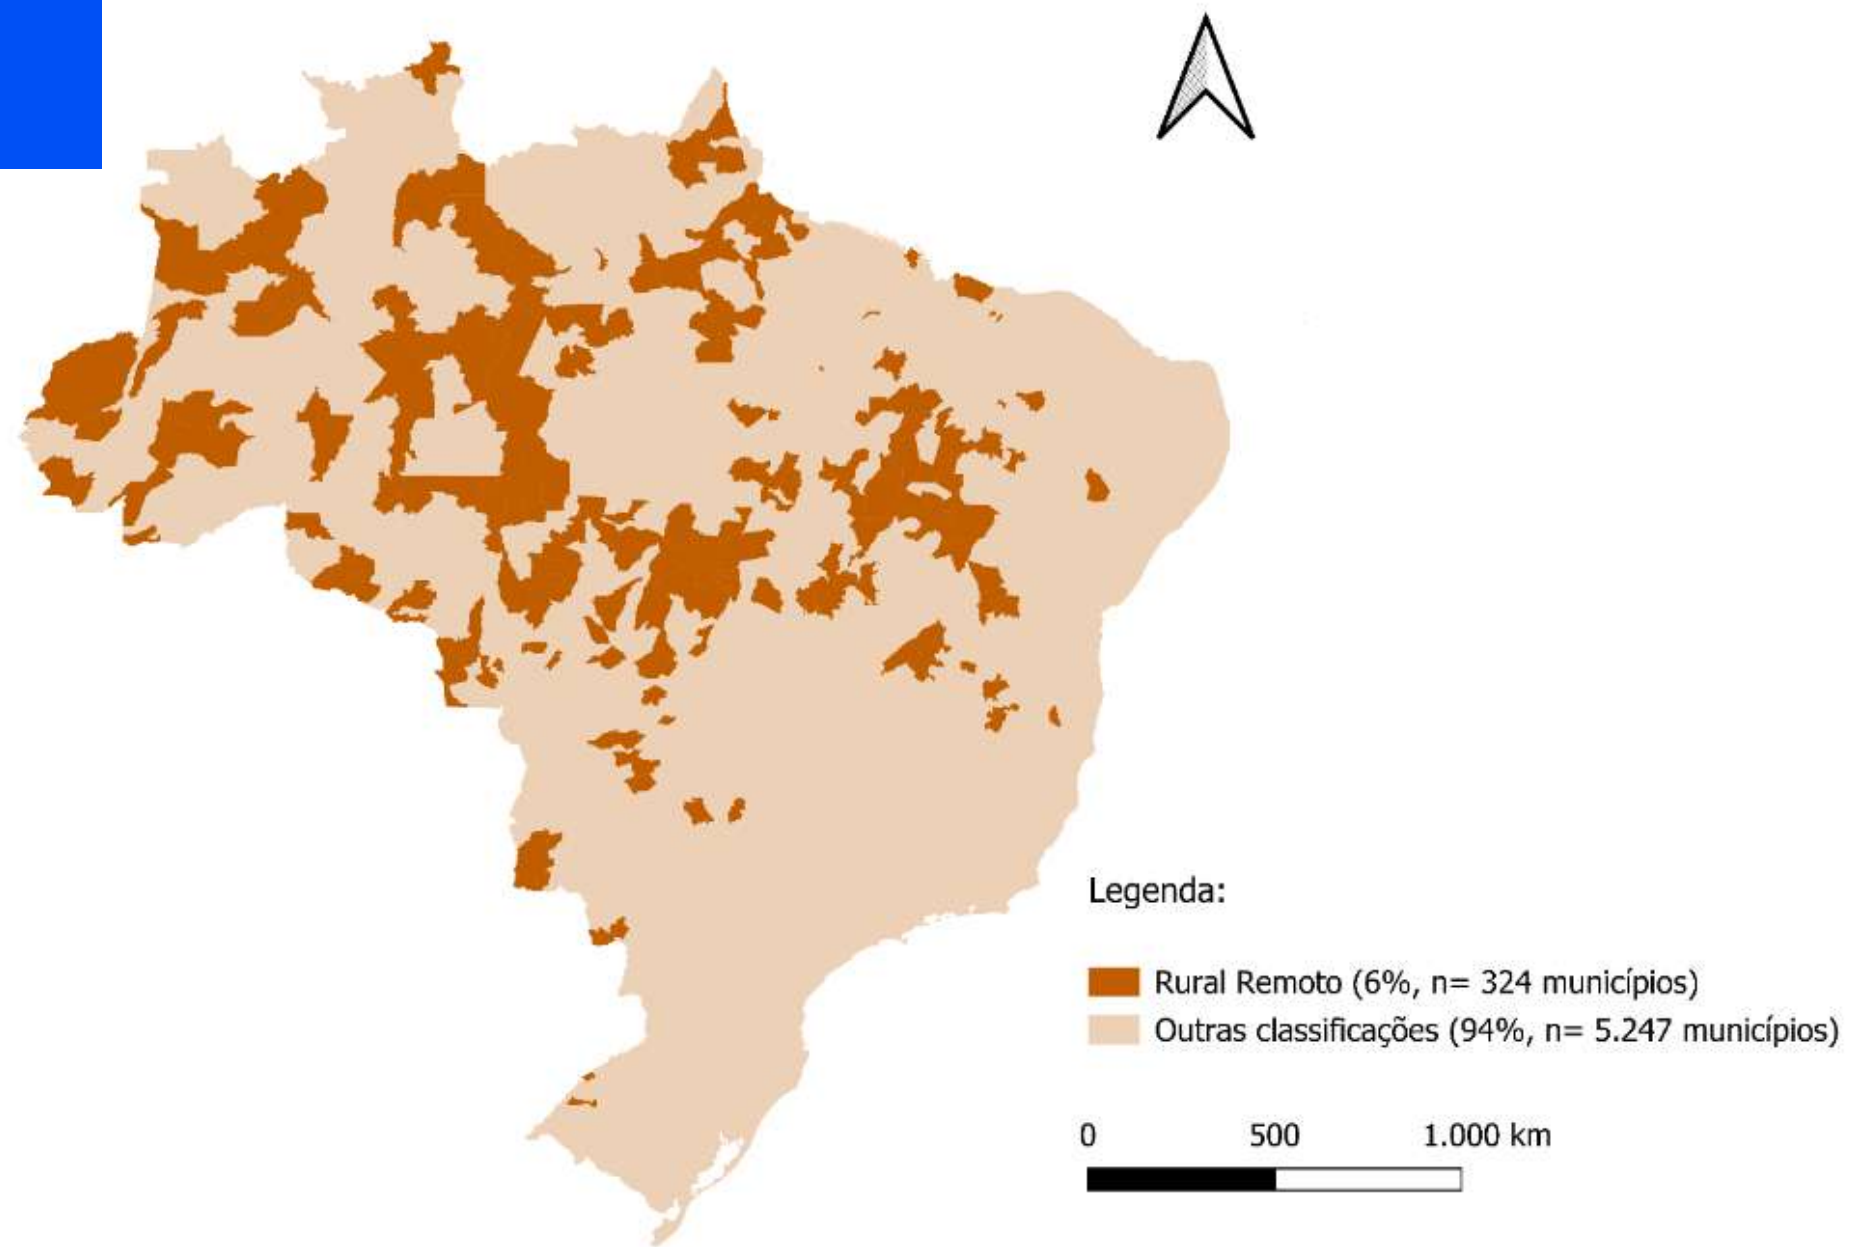 Legenda:
Rural Remoto (6%, n= 324 municípios)
Outras classificações (94%, n= 5.247 municípios)
0 500 1.000 km